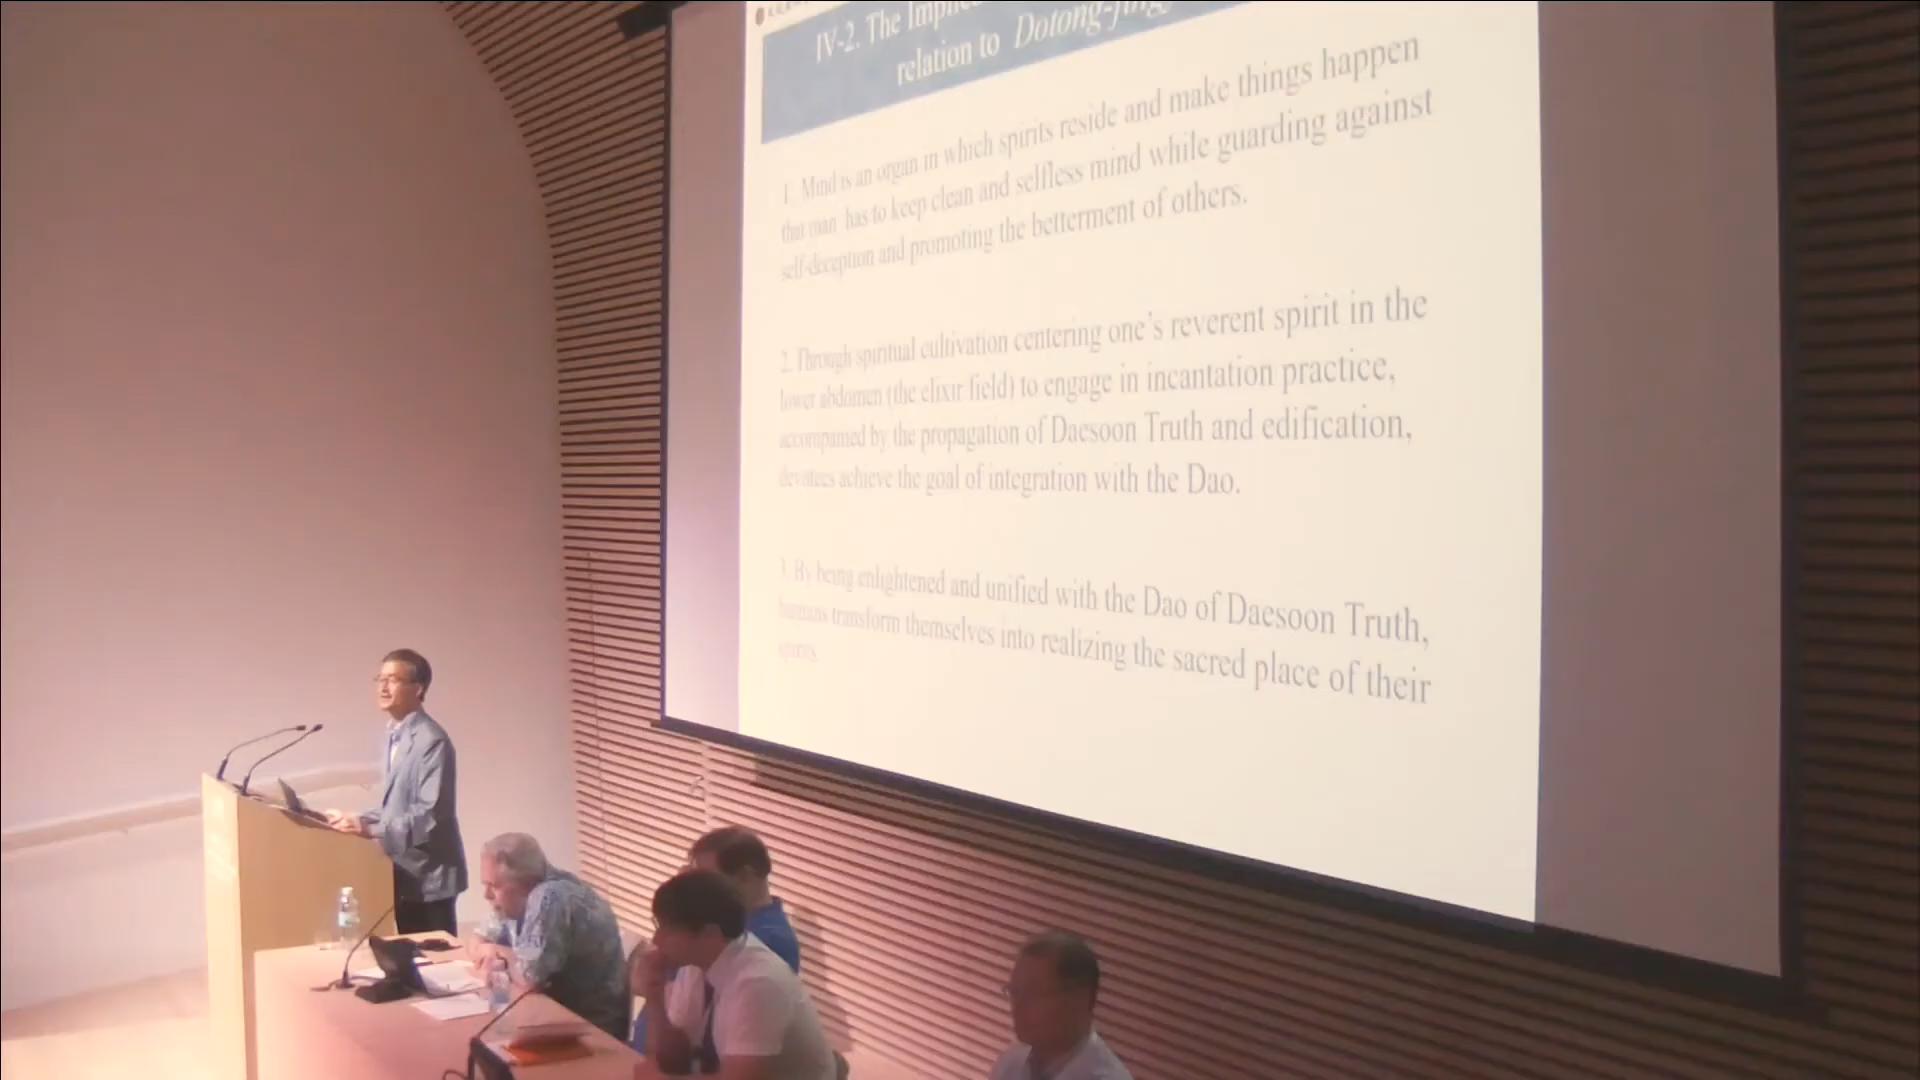 IV-2. The
relation to Dotong-jingyeong
1. Mind is an organ in which spirits reside and make things happen
that man has to keep clean and selfless mind while guarding against
self-deception and promoting the betterment of others.
2. Through spiritual cultivation centering one's reverent spirit in the
lower abdomen (the elixir field) to engage in incantation practice,
accompanied by the propagation of Daesoon Truth and edification,
devotees achieve the goal of integration with the Dao.
3. By being enlightened and unified with the Dao of Daesoon Truth,
humans transform themselves into realizing the sacred place of their
spirits